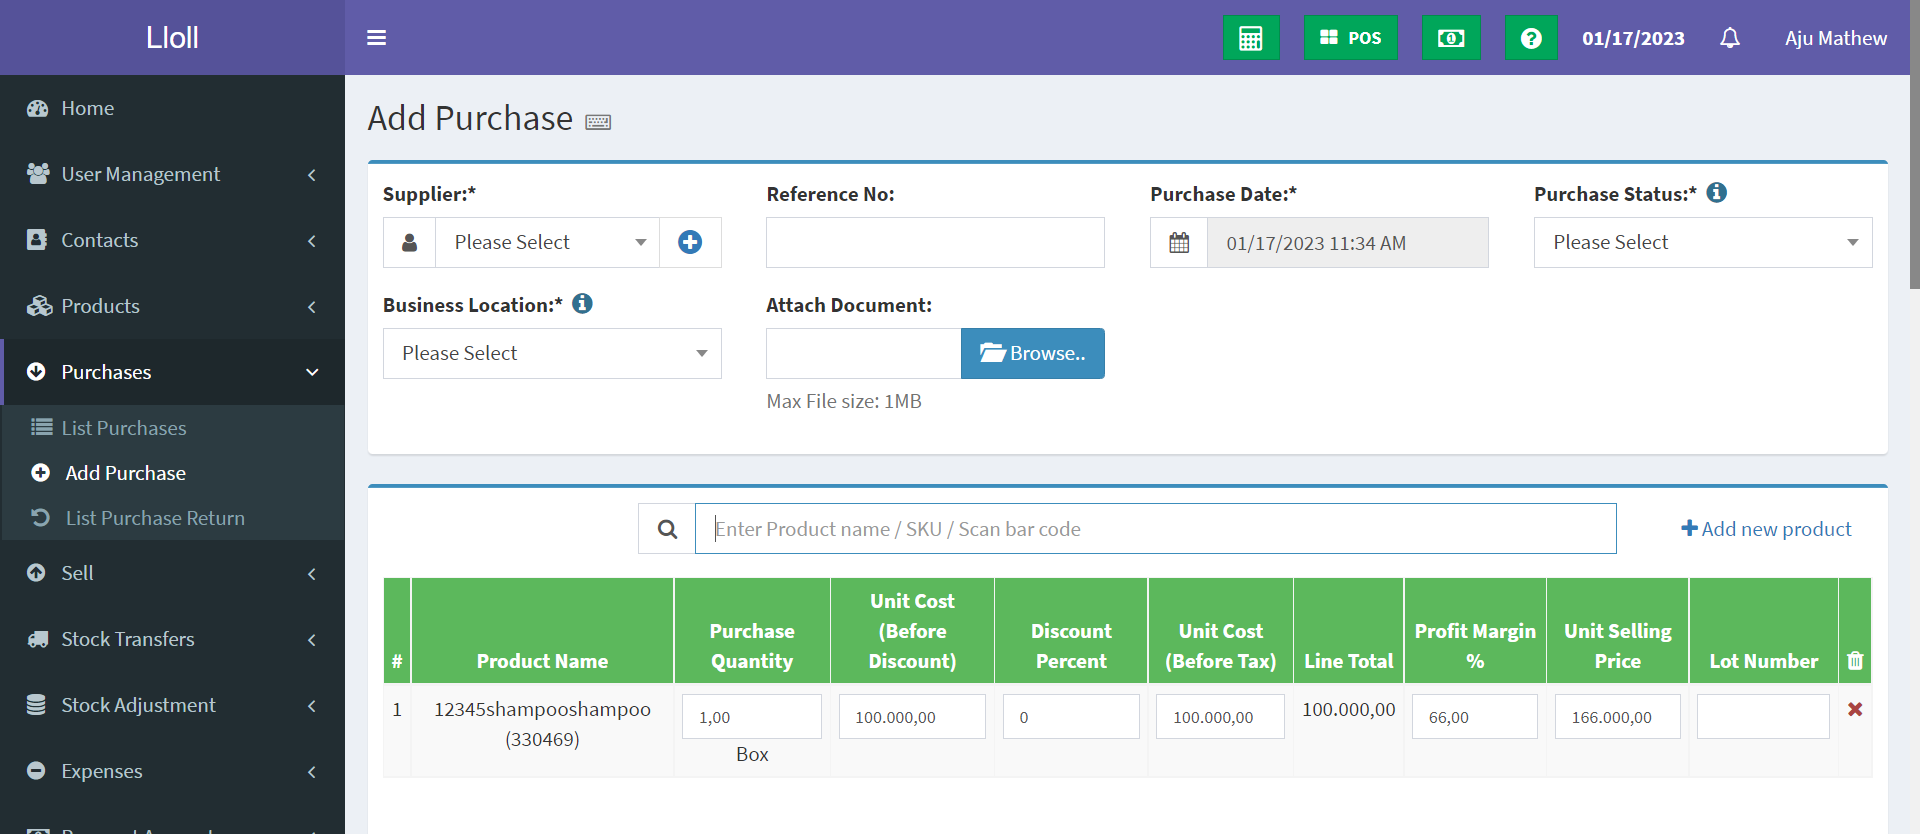 Lloll
POS
01/17/2023
Aju Mathew
Home
User Management
Contacts
Products
Purchases
List Purchases
Add Purchase
List Purchase Return
Sell
Stock Transfers
Stock Adjustment
Expenses
Add Purchase
Supplier:*
Please Select
Reference No:
Purchase Date:*
01/17/2023 11:34 AM
Purchase Status:*
Please Select
Business Location:*
Please Select
Attach Document:
Browse..
Max File size: 1MB
Enter Product name / SKU / Scan bar code
Add new product
#
Product Name
Purchase
Quantity
Unit Cost
(Before
Discount)
Discount
Percent
Unit Cost
(Before Tax)
Line Total
Profit Margin
%
Unit Selling
Price
Lot Number
1
12345shampooshampoo
(330469)
1,00
Box
100.000,00
0
100.000,00
100.000,00
66,00
166.000,00